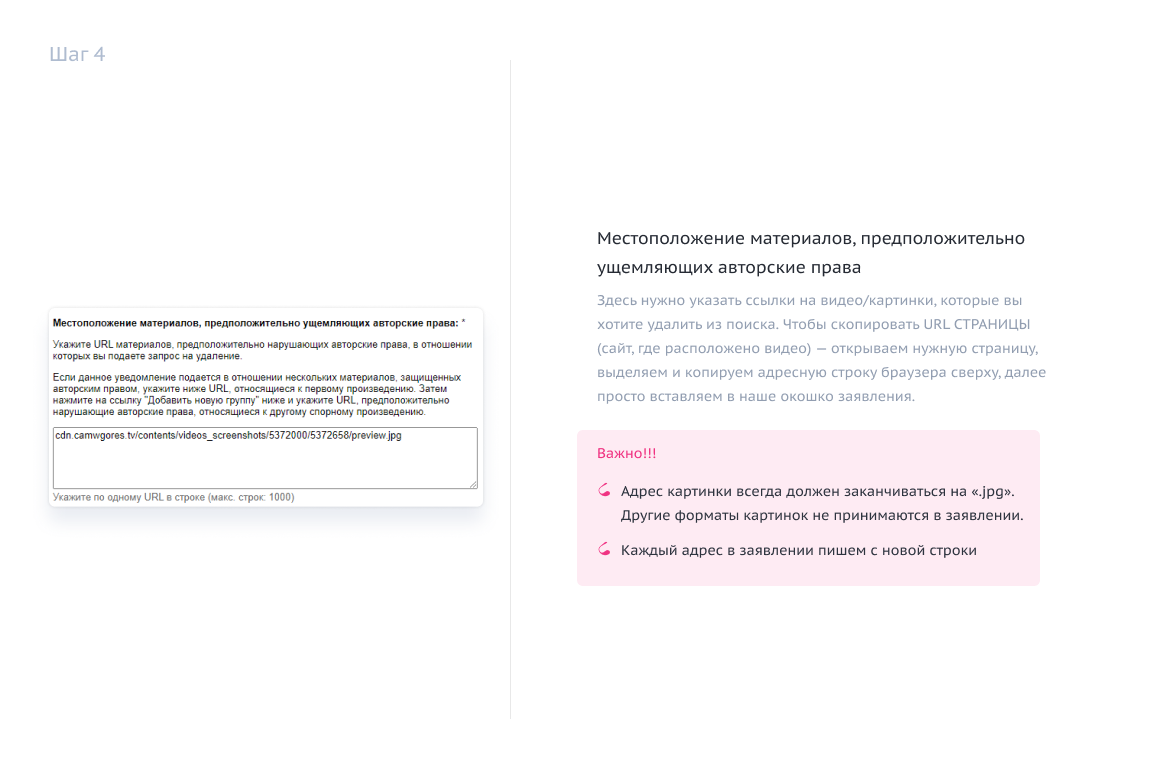 Шаг 4
Местоположение материалов, предположительно ущемляющих авторские права: *
Укажите URL материалов, предположительно нарушающих авторские права, в отношении
которых вы подаете запрос на удаление.
Если данное уведомление подается в отношении нескольких материалов, защищенных
авторским правом, укажите ниже URL, относящиеся к первому произведению. Затем
нажмите на ссылку "Добавить новую группу" ниже и укажите URL, предположительно
нарушающие авторские права, относящиеся к другому спорному произведению.
cdn.camwgores.tv/contents/videos_screenshots/5372000/5372658/preview.jpg
Укажите по одному URL в строке (макс. строк: 1000)
Местоположение материалов, предположительно
ущемляющих авторские права
Здесь нужно указать ссылки на видео/картинки, которые вы
хотите удалить из поиска. Чтобы скопировать URL СТРАНИЦЫ
(сайт, где расположено видео) — открываем нужную страницу,
выделяем и копируем адресную строку браузера сверху, далее
просто вставляем в наше окошко заявления.
Важно!!!
Адрес картинки всегда должен заканчиваться на «.jpg».
Другие форматы картинок не принимаются в заявлении.
Каждый адрес в заявлении пишем с новой строки